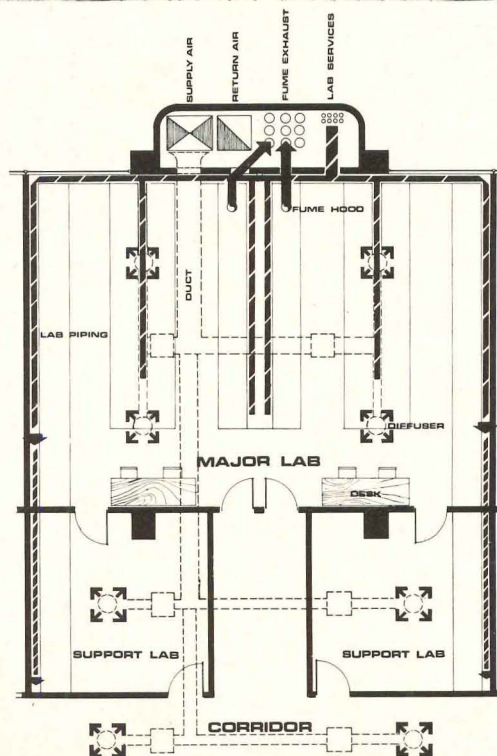 SUPPLY AIR
RETURN AIR
FUME EXHAUST
LAB SERVICES
FUME HOOD
DUCT
LAB PIPING
DIFFUSER
MAJOR LAB
DESK
SUPPORT LAB
SUPPORT LAB
CORRIDOR